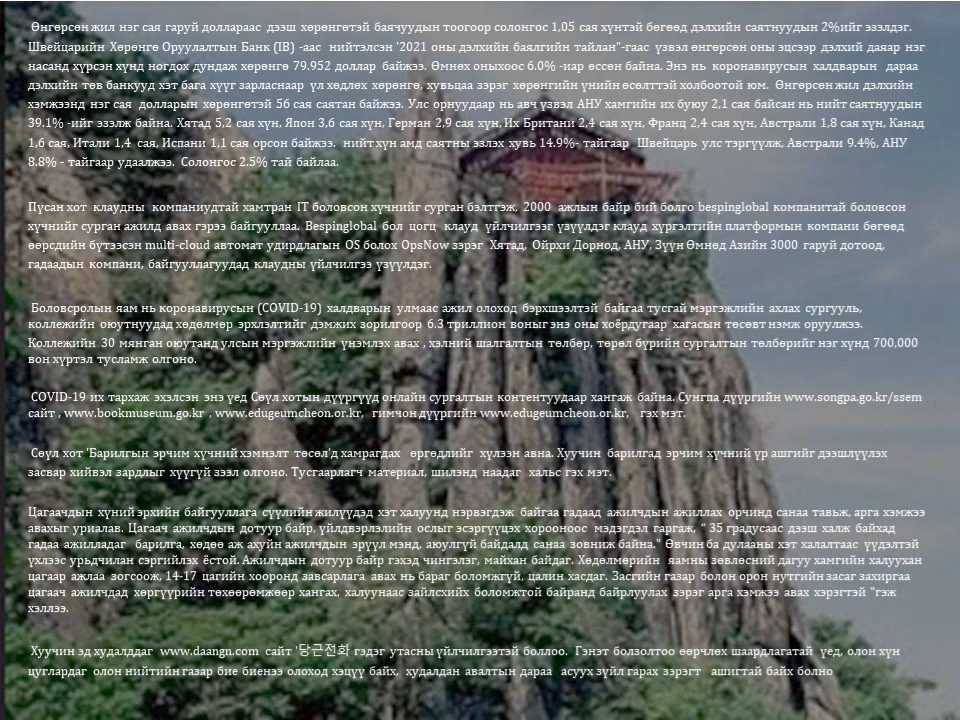 Өнгөрсөн жил нэг сая гаруй доллараас дээш хөрөнгөтэй баячуудын тоогоор солонгос 1,05 сая хүнтэй бөгөөд дэлхийн саятнуудын 2%ийг эзэлдэг.
Швейцарийн Хөрөнгө Оруулалтын Банк (IB) -аас нийтэлсэн '2021 оны дэлхийн баялгийн тайлан"-гаас үзвэл өнгөрсөн оны эцсээр дэлхий даяар нэг
насанд хүрсэн хүнд ногдох дундаж хөрөнгө 79.952 доллар байжээ. Өмнөх оныхоос 6.0% -иар өссөн байна. Энэ нь коронавирусын халдварын дараа
дэлхийн төв банкууд хэт бага хүүг зарласнаар үл хөдлөх хөрөнгө, хувьцаа зэрэг хөрөнгийн үнийн өсөлттэй холбоотой юм. Өнгөрсөн жил дэлхийн
хэмжээнд нэг сая долларын хөрөнгөтэй 56 сая саятан байжээ. Улс орнуудаар нь авч үзвэл АНУ хамгийн их буюу 2,1 сая байсан нь нийт саятнуудын
39.1% -ийг эзэлж байна. Хятад 5,2 сая хүн, Япон 3,6 сая хүн, Герман 2,9 сая хүн, Их Британи 2,4 сая хүн, Франц 2,4 сая хүн, Австрали 1,8 сая хүн, Канад
1,6 сая, Итали 1,4 сая, Испани 1,1 сая орсон байжээ. нийт хүн амд саятны эзлэх хувь 14.9%- тайгаар Швейцарь улс тэргүүлж, Австрали 9.4%, АНУ
8.8% - тайгаар удаалжээ. Солонгос 2.5% тай байлаа.
Пусан хот клаудны компаниудтай хамтран IT боловсон хүчнийг сурган бэлтгэж, 2000 ажлын байр бий болго bespinglobal компанитай боловсон
хүчнийг сурган ажилд авах гэрээ байгууллаа. Bespinglobal бол цогц клауд үйлчилгээг үзүүлдэг клауд хүргэлтийн платформын компани бөгөөд
өөрсдийн бүтээсэн multi-cloud автомат удирдлагын OS болох OpsNow зэрэг Хятад, Ойрхи Дорнод, АНУ, Зүүн Өмнөд Азийн 3000 гаруй дотоод,
гадаадын компани, байгууллагуудад клаудны үйлчилгээ үзүүлдэг.
Боловсролын яам нь коронавирусын (COVID-19) халдварын улмаас ажил олоход бэрхшээлтэй байгаа тусгай мэргэжлийн ахлах сургууль,
коллежийн оюутнуудад хөдөлмөр эрхлэлтийг дэмжих зорилгоор 6.3 триллион воныг энэ оны хоёрдугаар хагасын төсөвт нэмж оруулжээ.
Коллежийн 30 мянган оюутанд улсын мэргэжлийн үнэмлэх авах , хэлний шалгалтын төлбөр, төрөл бүрийн сургалтын төлбөрийг нэг хүнд 700,000
вон хүртэл тусламж олгоно.
COVID-19 их тархаж эхэлсэн энэ үед Сөүл хотын дүүргүүд онлайн сургалтын контентуудаар хангаж байна. Сунгпа дүүргийн www.songpa.go.kr/ssem
сайт , www.bookmuseum.go.kr , www.edugeumcheon.or.kr, гимчон дүүргийн www.edugeumcheon.or.kr, гэх мэт.
Сөүл хот 'Барилгын эрчим хүчний хэмнэлт төсөл'д хамрагдах өргөдлийг хүлээн авна. Хуучин барилгад эрчим хүчний үр ашгийг дээшлүүлэх
засвар хийвэл зардлыг хүүгүй зээл олгоно. Тусгаарлагч материал, шилэнд наадаг хальс гэх мэт.
Цагаачдын хүний эрхийн байгууллага сүүлийн жилүүдэд хэт халуунд нэрвэгдэж байгаа гадаад ажилчдын ажиллах орчинд санаа тавьж, арга хэмжээ
авахыг уриалав. Цагаач ажилчдын дотуур байр, үйлдвэрлэлийн ослыг эсэргүүцэх хорооноос мэдэгдэл гаргаж, “ 35 градусаас дээш халж байхад
гадаа ажилладаг барилга, хөдөө аж ахуйн ажилчдын эрүүл мэнд, аюулгүй байдалд санаа зовниж байна." Өвчин ба дулааны хэт халалтаас үүдэлтэй
үхлээс урьдчилан сэргийлэх ёстой. Ажилчдын дотуур байр гэхэд чингэлэг, майхан байдаг. Хөдөлмөрийн яамны зөвлөсний дагуу хамгийн халуухан
цагаар ажлаа зогсоож, 14-17 цагийн хооронд завсарлага авах нь бараг боломжгүй, цалин хасдаг. Засгийн газар болон орон нутгийн засаг захиргаа
цагаач ажилчдад хөргүүрийн төхөөрөмжөөр хангах, халуунаас зайлсхийх боломжтой байранд байрлуулах зэрэг арга хэмжээ авах хэрэгтэй “гэж
хэллээ.
Хуучин эд худалддаг www.daangn.com сайт '당근전화 гэдэг утасны үйлчилгээтэй боллоо. Гэнэт болзолтоо өөрчлөх шаардлагатай үед, олон хүн
цуглардаг олон нийтийн газар бие биенээ олоход хэцүү байх, худалдан авалтын дараа асуух зүйл гарах зэрэгт ашигтай байх болно